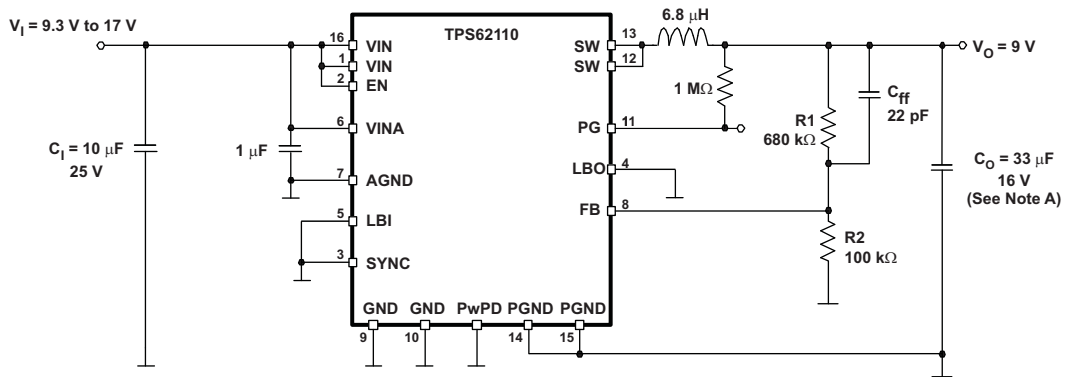 V_I = 9.3 V to 17 V
TPS62110
6.8 μH
V_O = 9 V
16 VIN
1 VIN
2 EN
6 VINA
7 AGND
5 LBI
3 SYNC
SW 13
SW 12
PG 11
LBO 4
FB 8
GND
GND
PwPD
PGND
PGND
9
10
14
15
C_I = 10 μF
25 V
1 μF
1 MΩ
R1
680 kΩ
C_ff
22 pF
R2
100 kΩ
C_O = 33 μF
16 V
(See Note A)